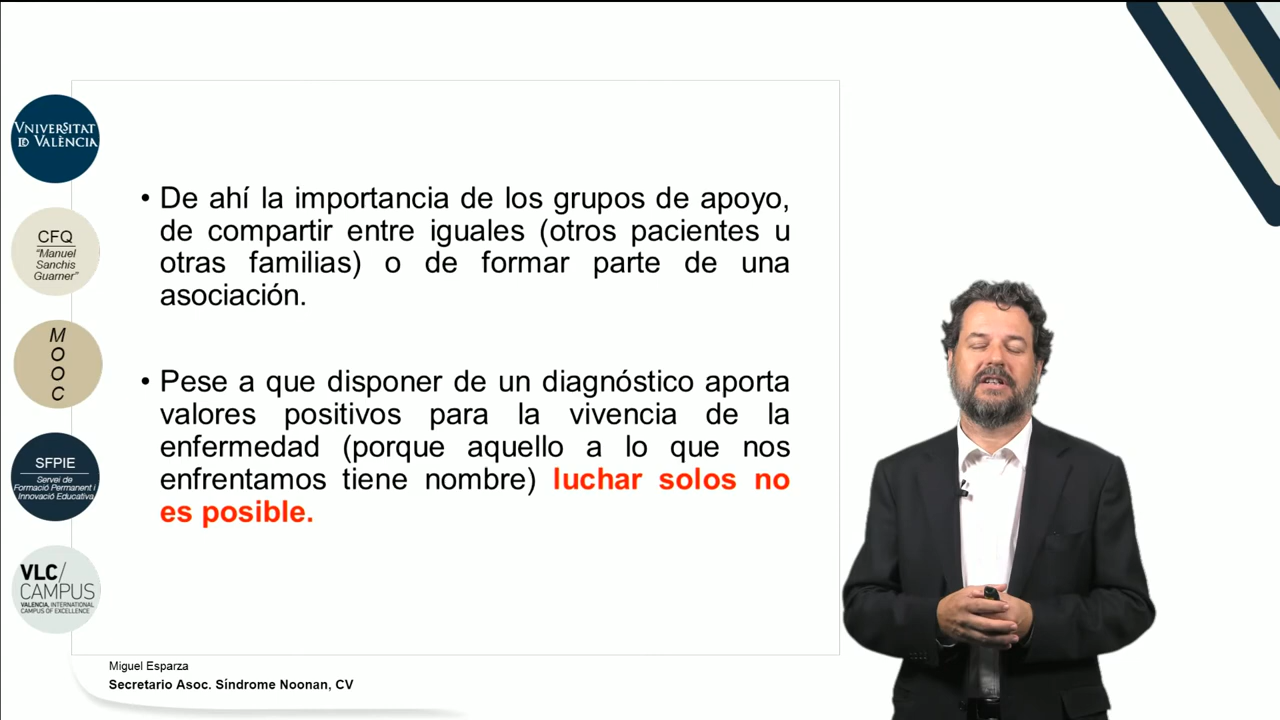 VNIVERSITAT
ID VALÈNCIA
CFQ
"Manuel
Sanchis
Guarner"
M
O
O
C
SFPIE
Servei de
Formació Permanent i
Innovació Educativa
VLC/
CAMPUS
VALENCIA, INTERNATIONAL
CAMPUS OF EXCELLENCE
• De ahí la importancia de los grupos de apoyo,
de compartir entre iguales (otros pacientes u
otras familias) o de formar parte de una
asociación.
• Pese a que disponer de un diagnóstico aporta
valores positivos para la vivencia de la
enfermedad (porque aquello a lo que nos
enfrentamos tiene nombre) luchar solos no
es posible.
Miguel Esparza
Secretario Asoc. Síndrome Noonan, CV